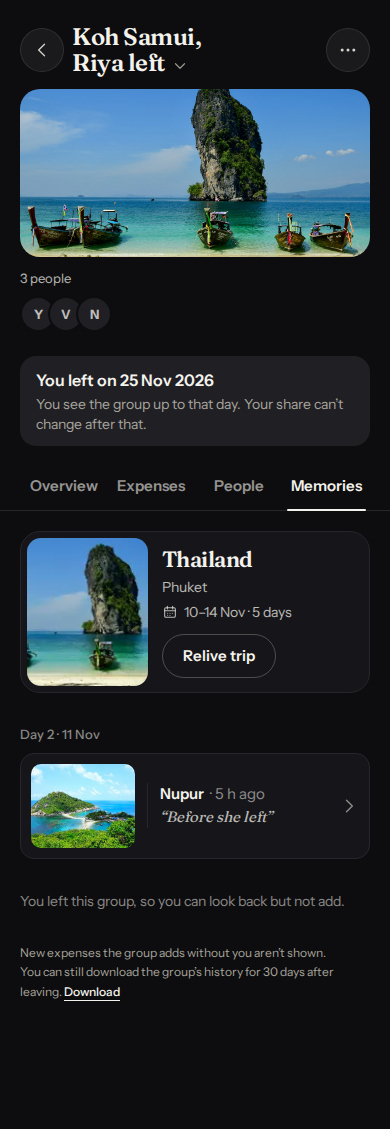 Koh Samui,
Riya left
3 people
Y V N
You left on 25 Nov 2026
You see the group up to that day. Your share can't
change after that.
Overview Expenses People Memories
Thailand
Phuket
10–14 Nov · 5 days
Relive trip
Day 2 · 11 Nov
Nupur · 5 h ago
“Before she left”
You left this group, so you can look back but not add.
New expenses the group adds without you aren't shown.
You can still download the group's history for 30 days after
leaving. Download